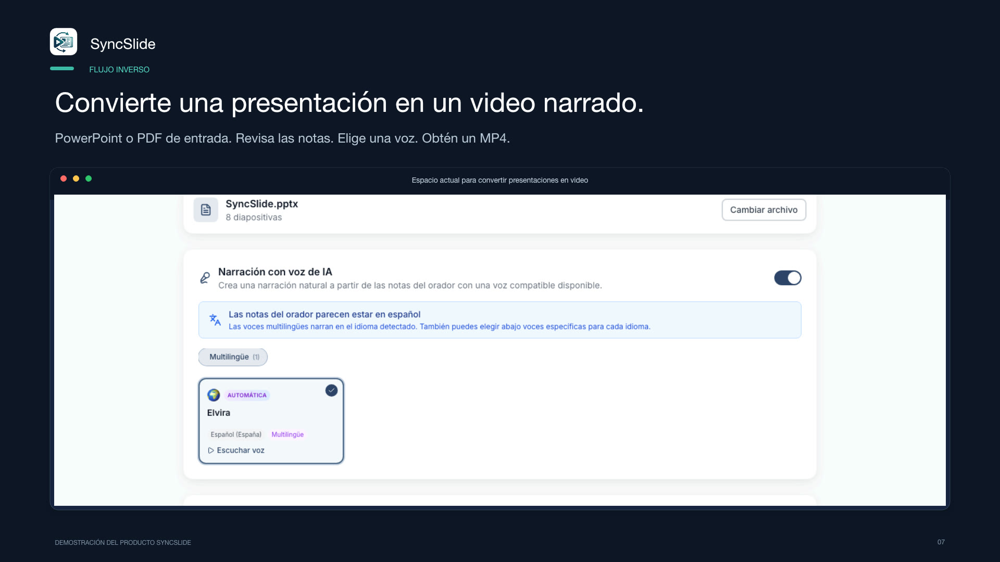 SyncSlide
FLUJO INVERSO
Convierte una presentación en un video narrado.
PowerPoint o PDF de entrada. Revisa las notas. Elige una voz. Obtén un MP4.
Espacio actual para convertir presentaciones en video
SyncSlide.pptx
8 diapositivas
Cambiar archivo
Narración con voz de IA
Crea una narración natural a partir de las notas del orador con una voz compatible disponible.
Las notas del orador parecen estar en español
Las voces multilingües narran en el idioma detectado. También puedes elegir abajo voces específicas para cada idioma.
Multilingüe (1)
AUTOMÁTICA
Elvira
Español (España) Multilingüe
Escuchar voz
DEMOSTRACIÓN DEL PRODUCTO SYNCSLIDE
07